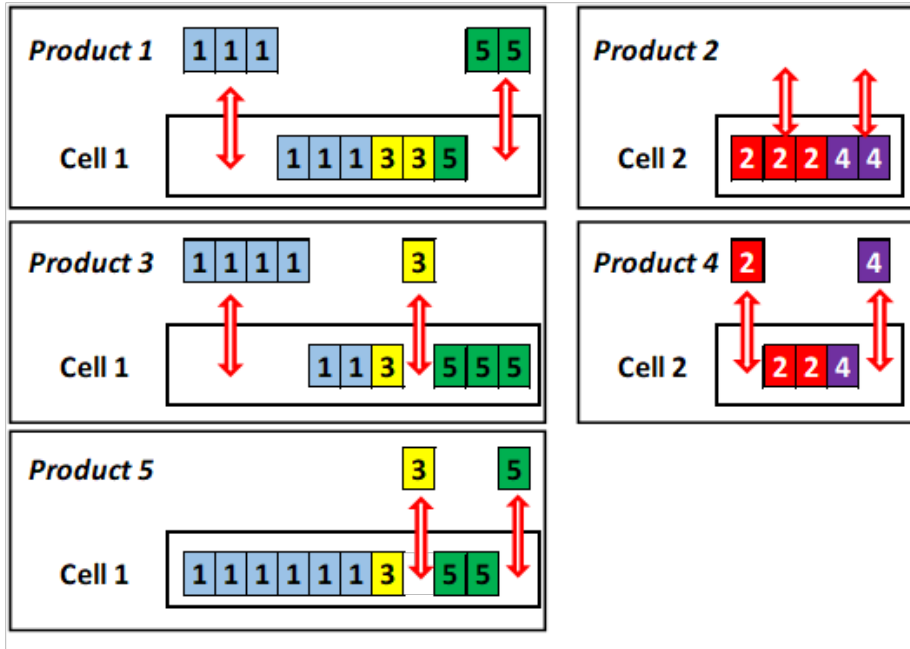 Product 1 1 1 1 5 5
Cell 1 1 1 1 3 3 5
Product 2
Cell 2 2 2 2 4 4
Product 3 1 1 1 1 3
Cell 1 1 1 3 5 5 5
Product 4 2 4
Cell 2 2 2 4
Product 5 3 5
Cell 1 1 1 1 1 1 1 3 5 5